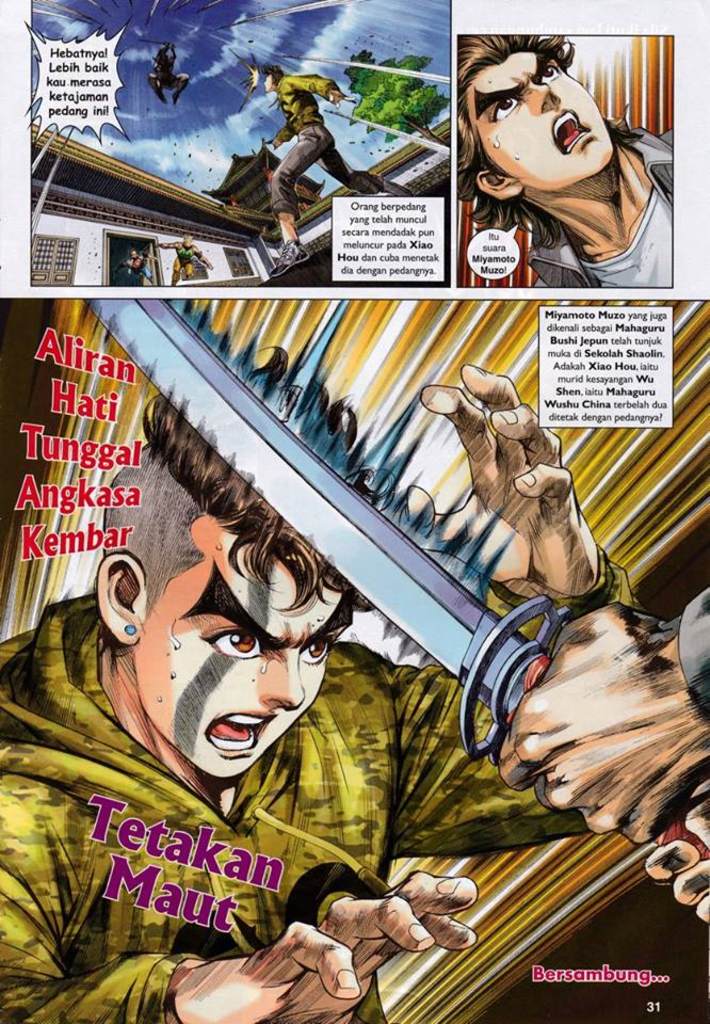 Hebatnya!
Lebih baik
kau merasa
ketajaman
pedang ini!
Orang berpedang
yang telah muncul
secara mendadak pun
meluncur pada Xiao
Hou dan cuba menetak
dia dengan pedangnya.
Itu
suara
Miyamoto
Muzo!
Miyamoto Muzo yang juga
dikenali sebagai Mahaguru
Bushi Jepun telah tunjuk
muka di Sekolah Shaolin.
Adakah Xiao Hou, iaitu
murid kesayangan Wu
Shen, iaitu Mahaguru
Wushu China terbelah dua
ditetak dengan pedangnya?
Aliran
Hati
Tunggal
Angkasa
Kembar
Tetakan
Maut
Bersambung...
31